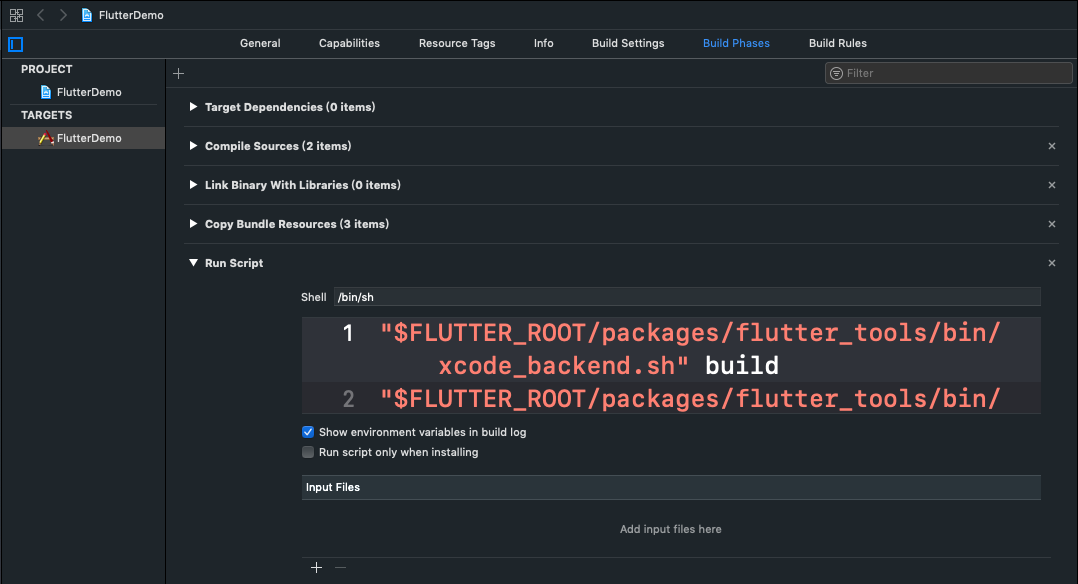 FlutterDemo
General Capabilities Resource Tags Info Build Settings Build Phases Build Rules
PROJECT
FlutterDemo
TARGETS
FlutterDemo
Filter
Target Dependencies (0 items)
Compile Sources (2 items)
Link Binary With Libraries (0 items)
Copy Bundle Resources (3 items)
Run Script
Shell /bin/sh
1 "$FLUTTER_ROOT/packages/flutter_tools/bin/
xcode_backend.sh" build
2 "$FLUTTER_ROOT/packages/flutter_tools/bin/
Show environment variables in build log
Run script only when installing
Input Files
Add input files here